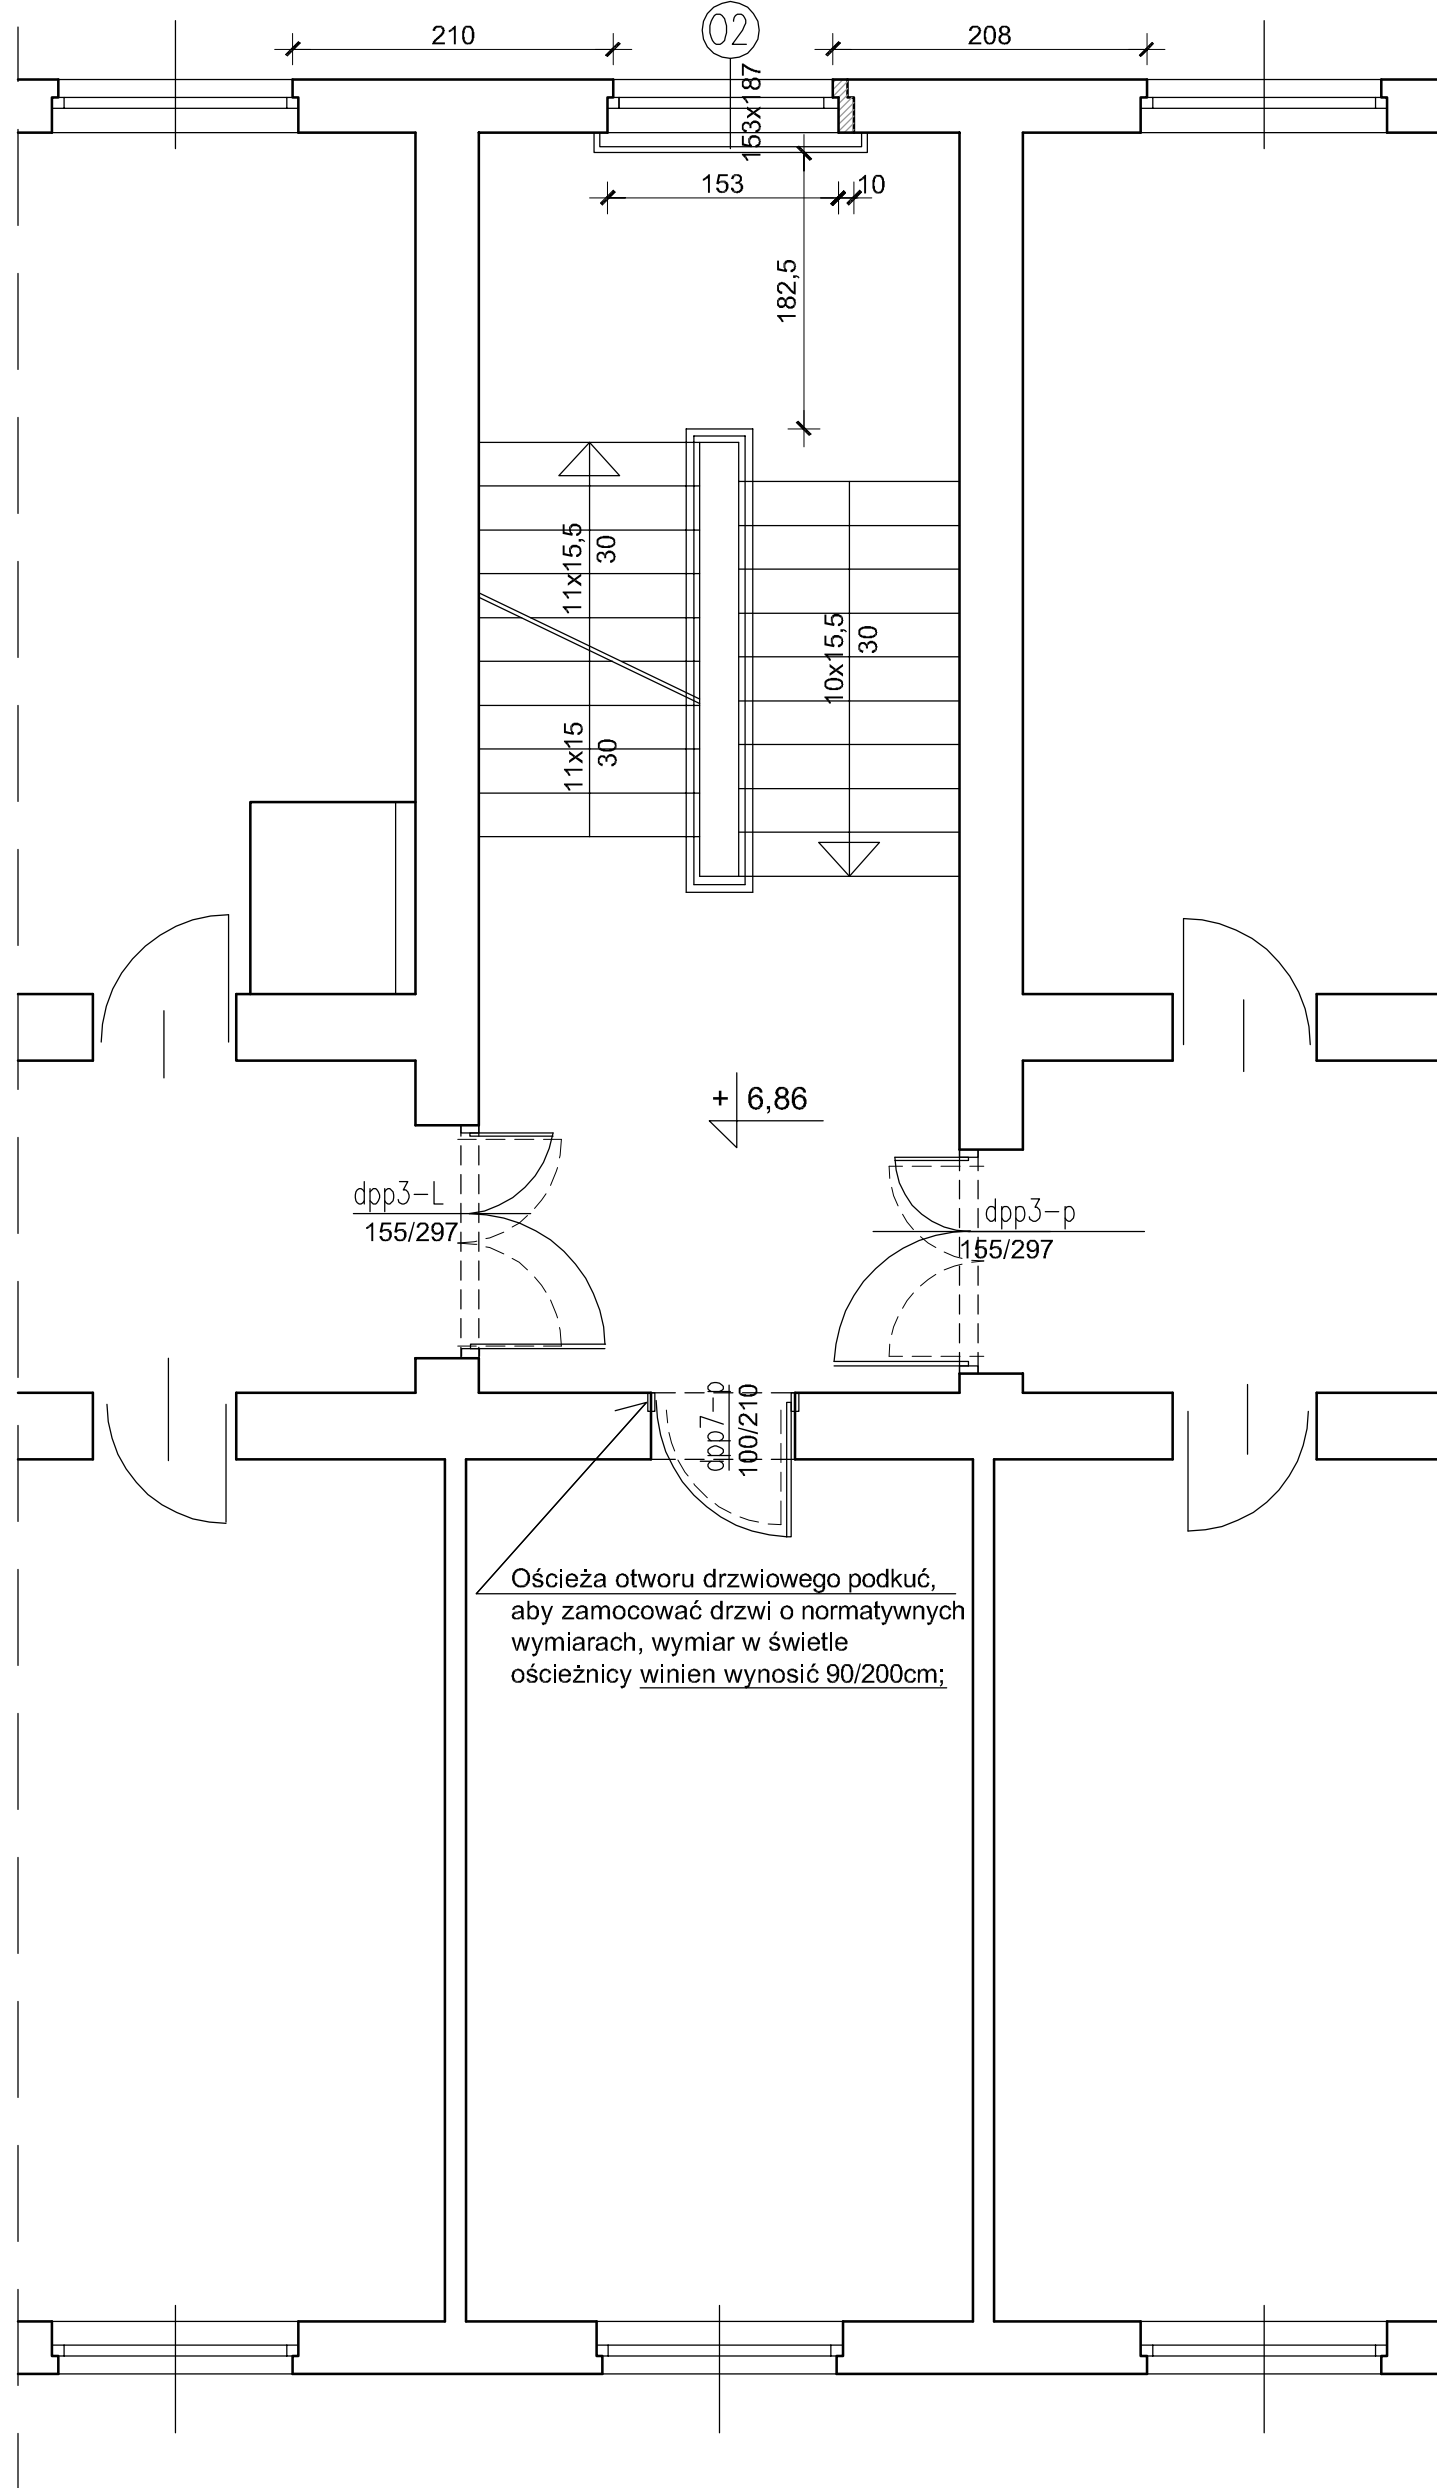 02
210
208
153x187
153
10
182,5
11x15,5
30
10x15,5
30
11x15
30
+ 6,86
dpp3-L
155/297
dpp3-p
155/297
dpp7-p
100/210
Ościeża otworu drzwiowego podkuć,
aby zamocować drzwi o normatywnych
wymiarach, wymiar w świetle
ościeżnicy winien wynosić 90/200cm;